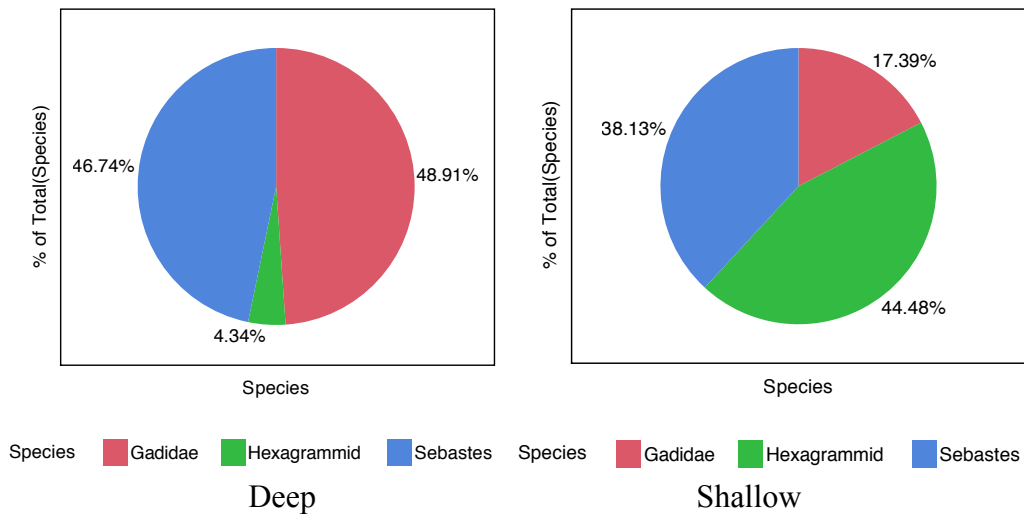 % of Total(Species)
46.74%
48.91%
4.34%
Species
Species Gadidae Hexagrammid Sebastes
Deep
% of Total(Species)
17.39%
38.13%
44.48%
Species
Species Gadidae Hexagrammid Sebastes
Shallow